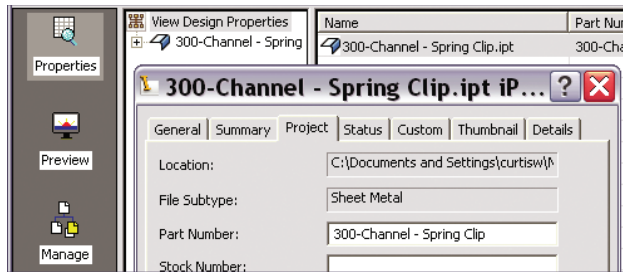 Properties
Preview
Manage
View Design Properties
300-Channel - Spring
Name
Part Nu
300-Channel - Spring Clip.ipt
300-Cha
300-Channel - Spring Clip.ipt iP...
General Summary Project Status Custom Thumbnail Details
Location: C:\Documents and Settings\curtisw\
File Subtype: Sheet Metal
Part Number: 300-Channel - Spring Clip
Stock Number: